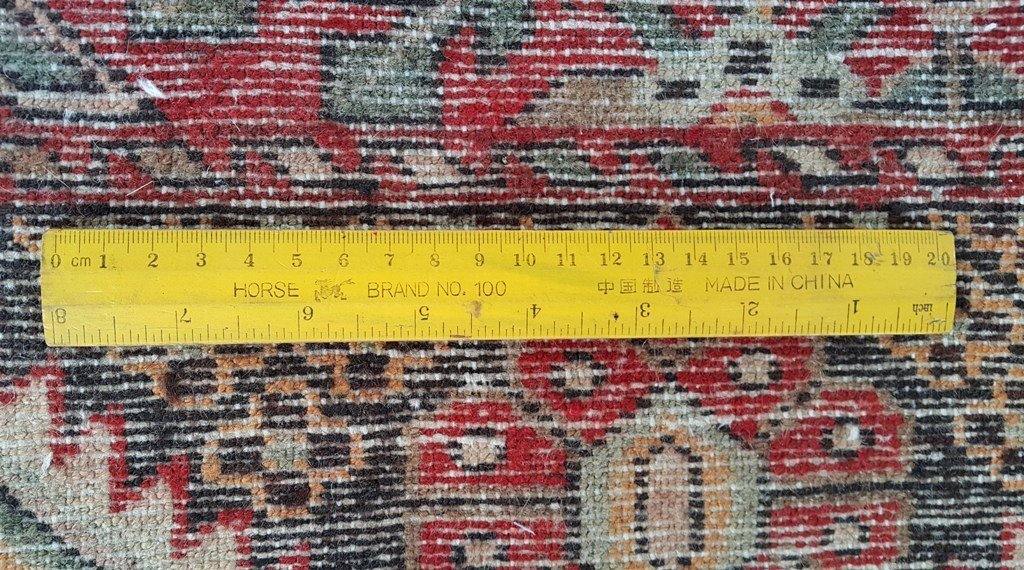 0 cm 1 2 3 4 5 6 7 8 9 10 11 12 13 14 15 16 17 18 19 20
HORSE BRAND NO. 100 中国制造 MADE IN CHINA
8 7 6 5 4 3 2 1 inch